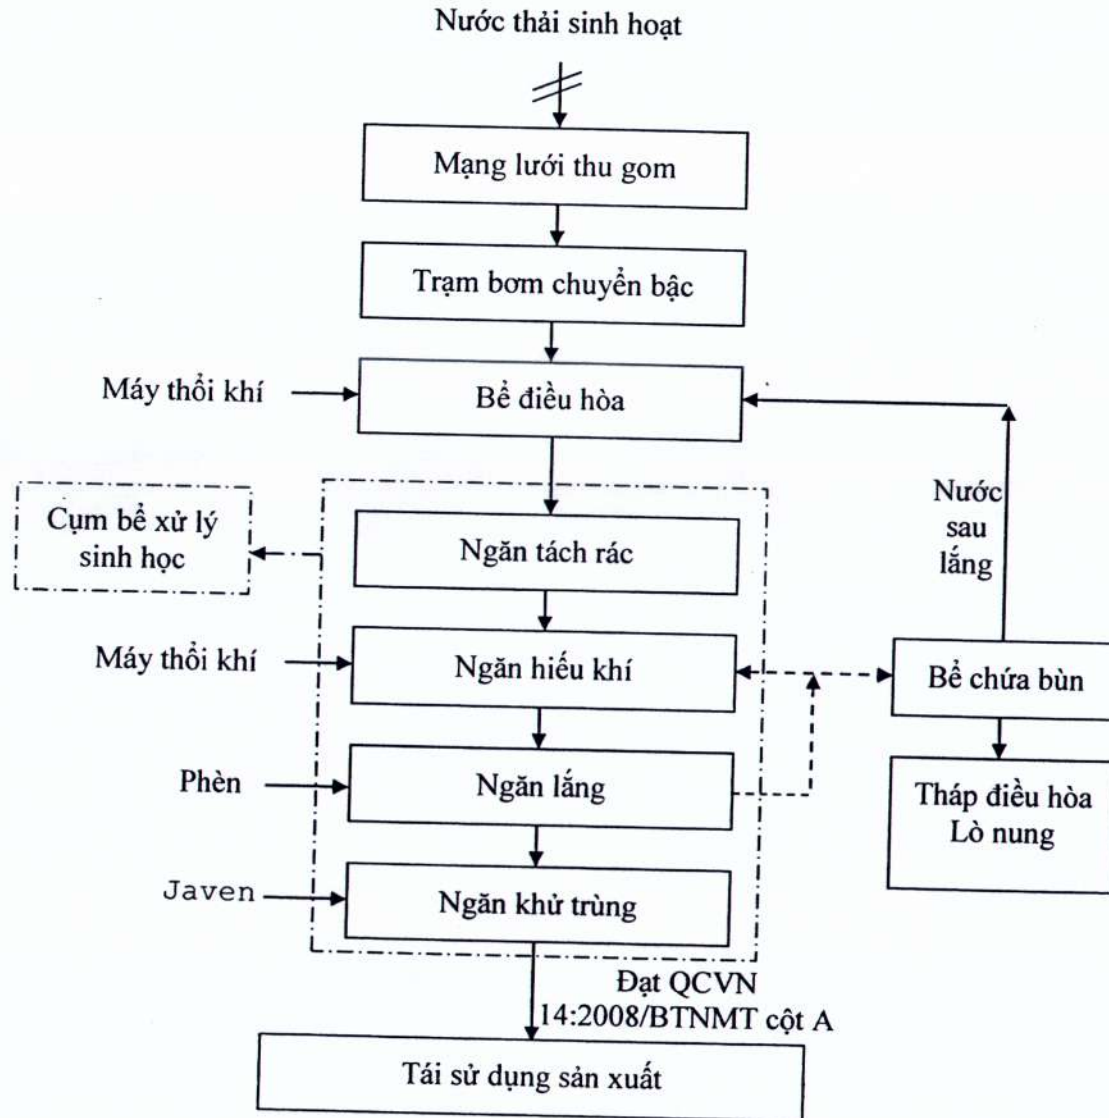 Nước thải sinh hoạt
Mạng lưới thu gom
Trạm bơm chuyển bậc
Máy thổi khí
Bể điều hòa
Cụm bể xử lý
sinh học
Ngăn tách rác
Nước
sau
lắng
Máy thổi khí
Ngăn hiếu khí
Bể chứa bùn
Phèn
Ngăn lắng
Tháp điều hòa
Lò nung
Javen
Ngăn khử trùng
Đạt QCVN
14:2008/BTNMT cột A
Tái sử dụng sản xuất